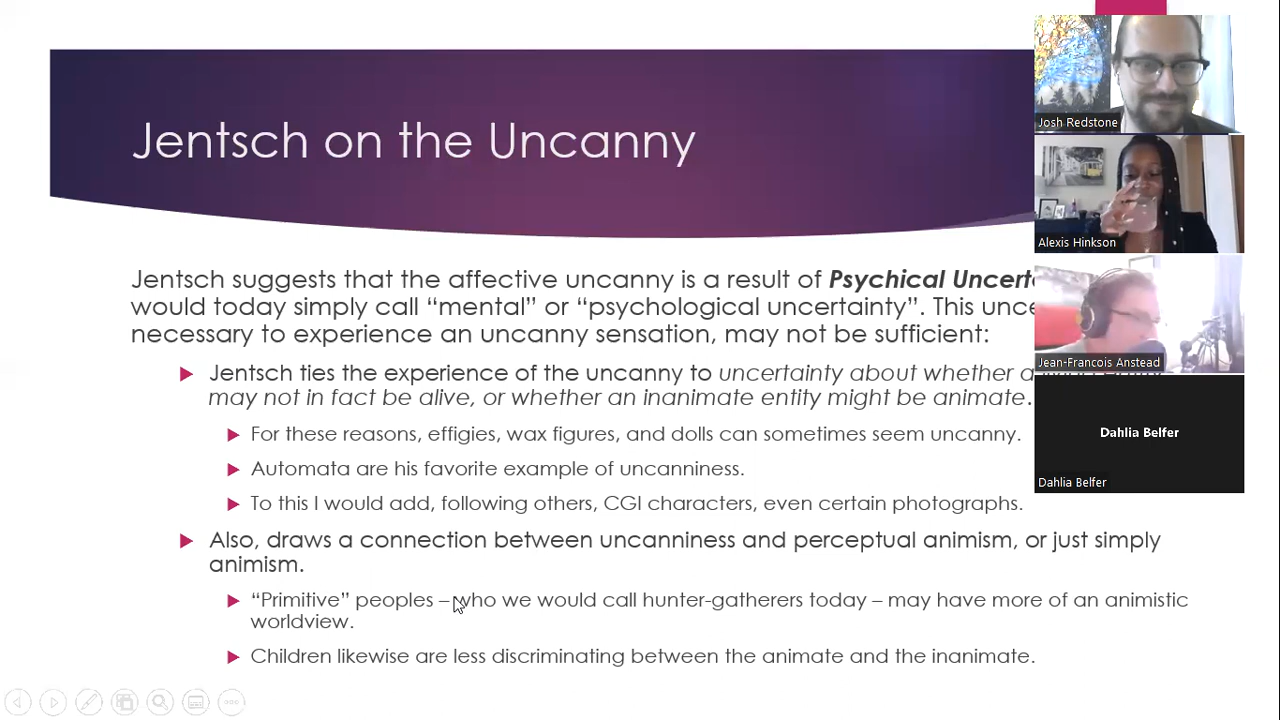 Jentsch on the Uncanny
Jentsch suggests that the affective uncanny is a result of Psychical
would today simply call “mental” or “psychological uncertainty”. This
necessary to experience an uncanny sensation, may not be sufficient:
Jentsch ties the experience of the uncanny to uncertainty about whether
may not in fact be alive, or whether an inanimate entity might be animate.
For these reasons, effigies, wax figures, and dolls can sometimes seem uncanny.
Automata are his favorite example of uncanniness.
To this I would add, following others, CGI characters, even certain photographs.
Also, draws a connection between uncanniness and perceptual animism, or just simply
animism.
“Primitive” peoples – who we would call hunter-gatherers today – may have more of an animistic
worldview.
Children likewise are less discriminating between the animate and the inanimate.
Josh Redstone
Alexis Hinkson
Jean-Francois Anstead
Dahlia Belfer
Dahlia Belfer